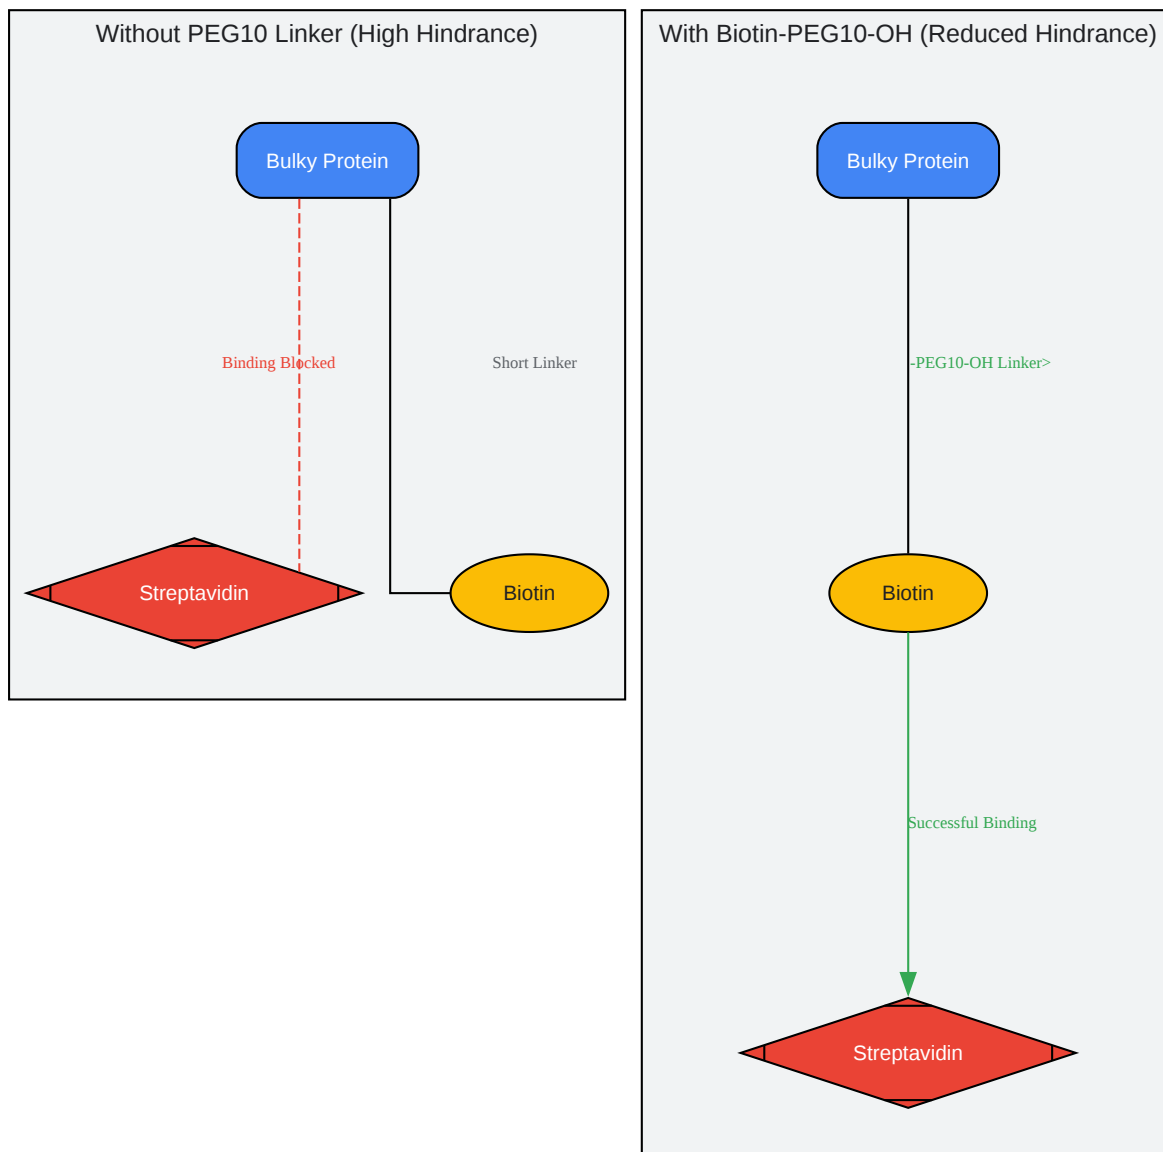 Without PEG10 Linker (High Hindrance)
Bulky Protein
Binding Blocked
Short Linker
Streptavidin
Biotin
With Biotin-PEG10-OH (Reduced Hindrance)
Bulky Protein
-PEG10-OH Linker>
Biotin
Successful Binding
Streptavidin